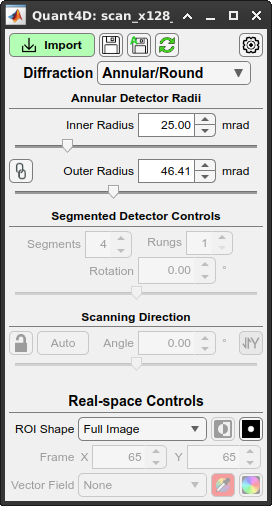 Quant4D: scan_x128_
Import
Diffraction Annular/Round
Annular Detector Radii
Inner Radius 25.00 mrad
Outer Radius 46.41 mrad
Segmented Detector Controls
Segments 4 Rungs 1
Rotation 0.00 °
Scanning Direction
Auto Angle 0.00 °
Real-space Controls
ROI Shape Full Image
Frame X 65 Y 65
Vector Field None